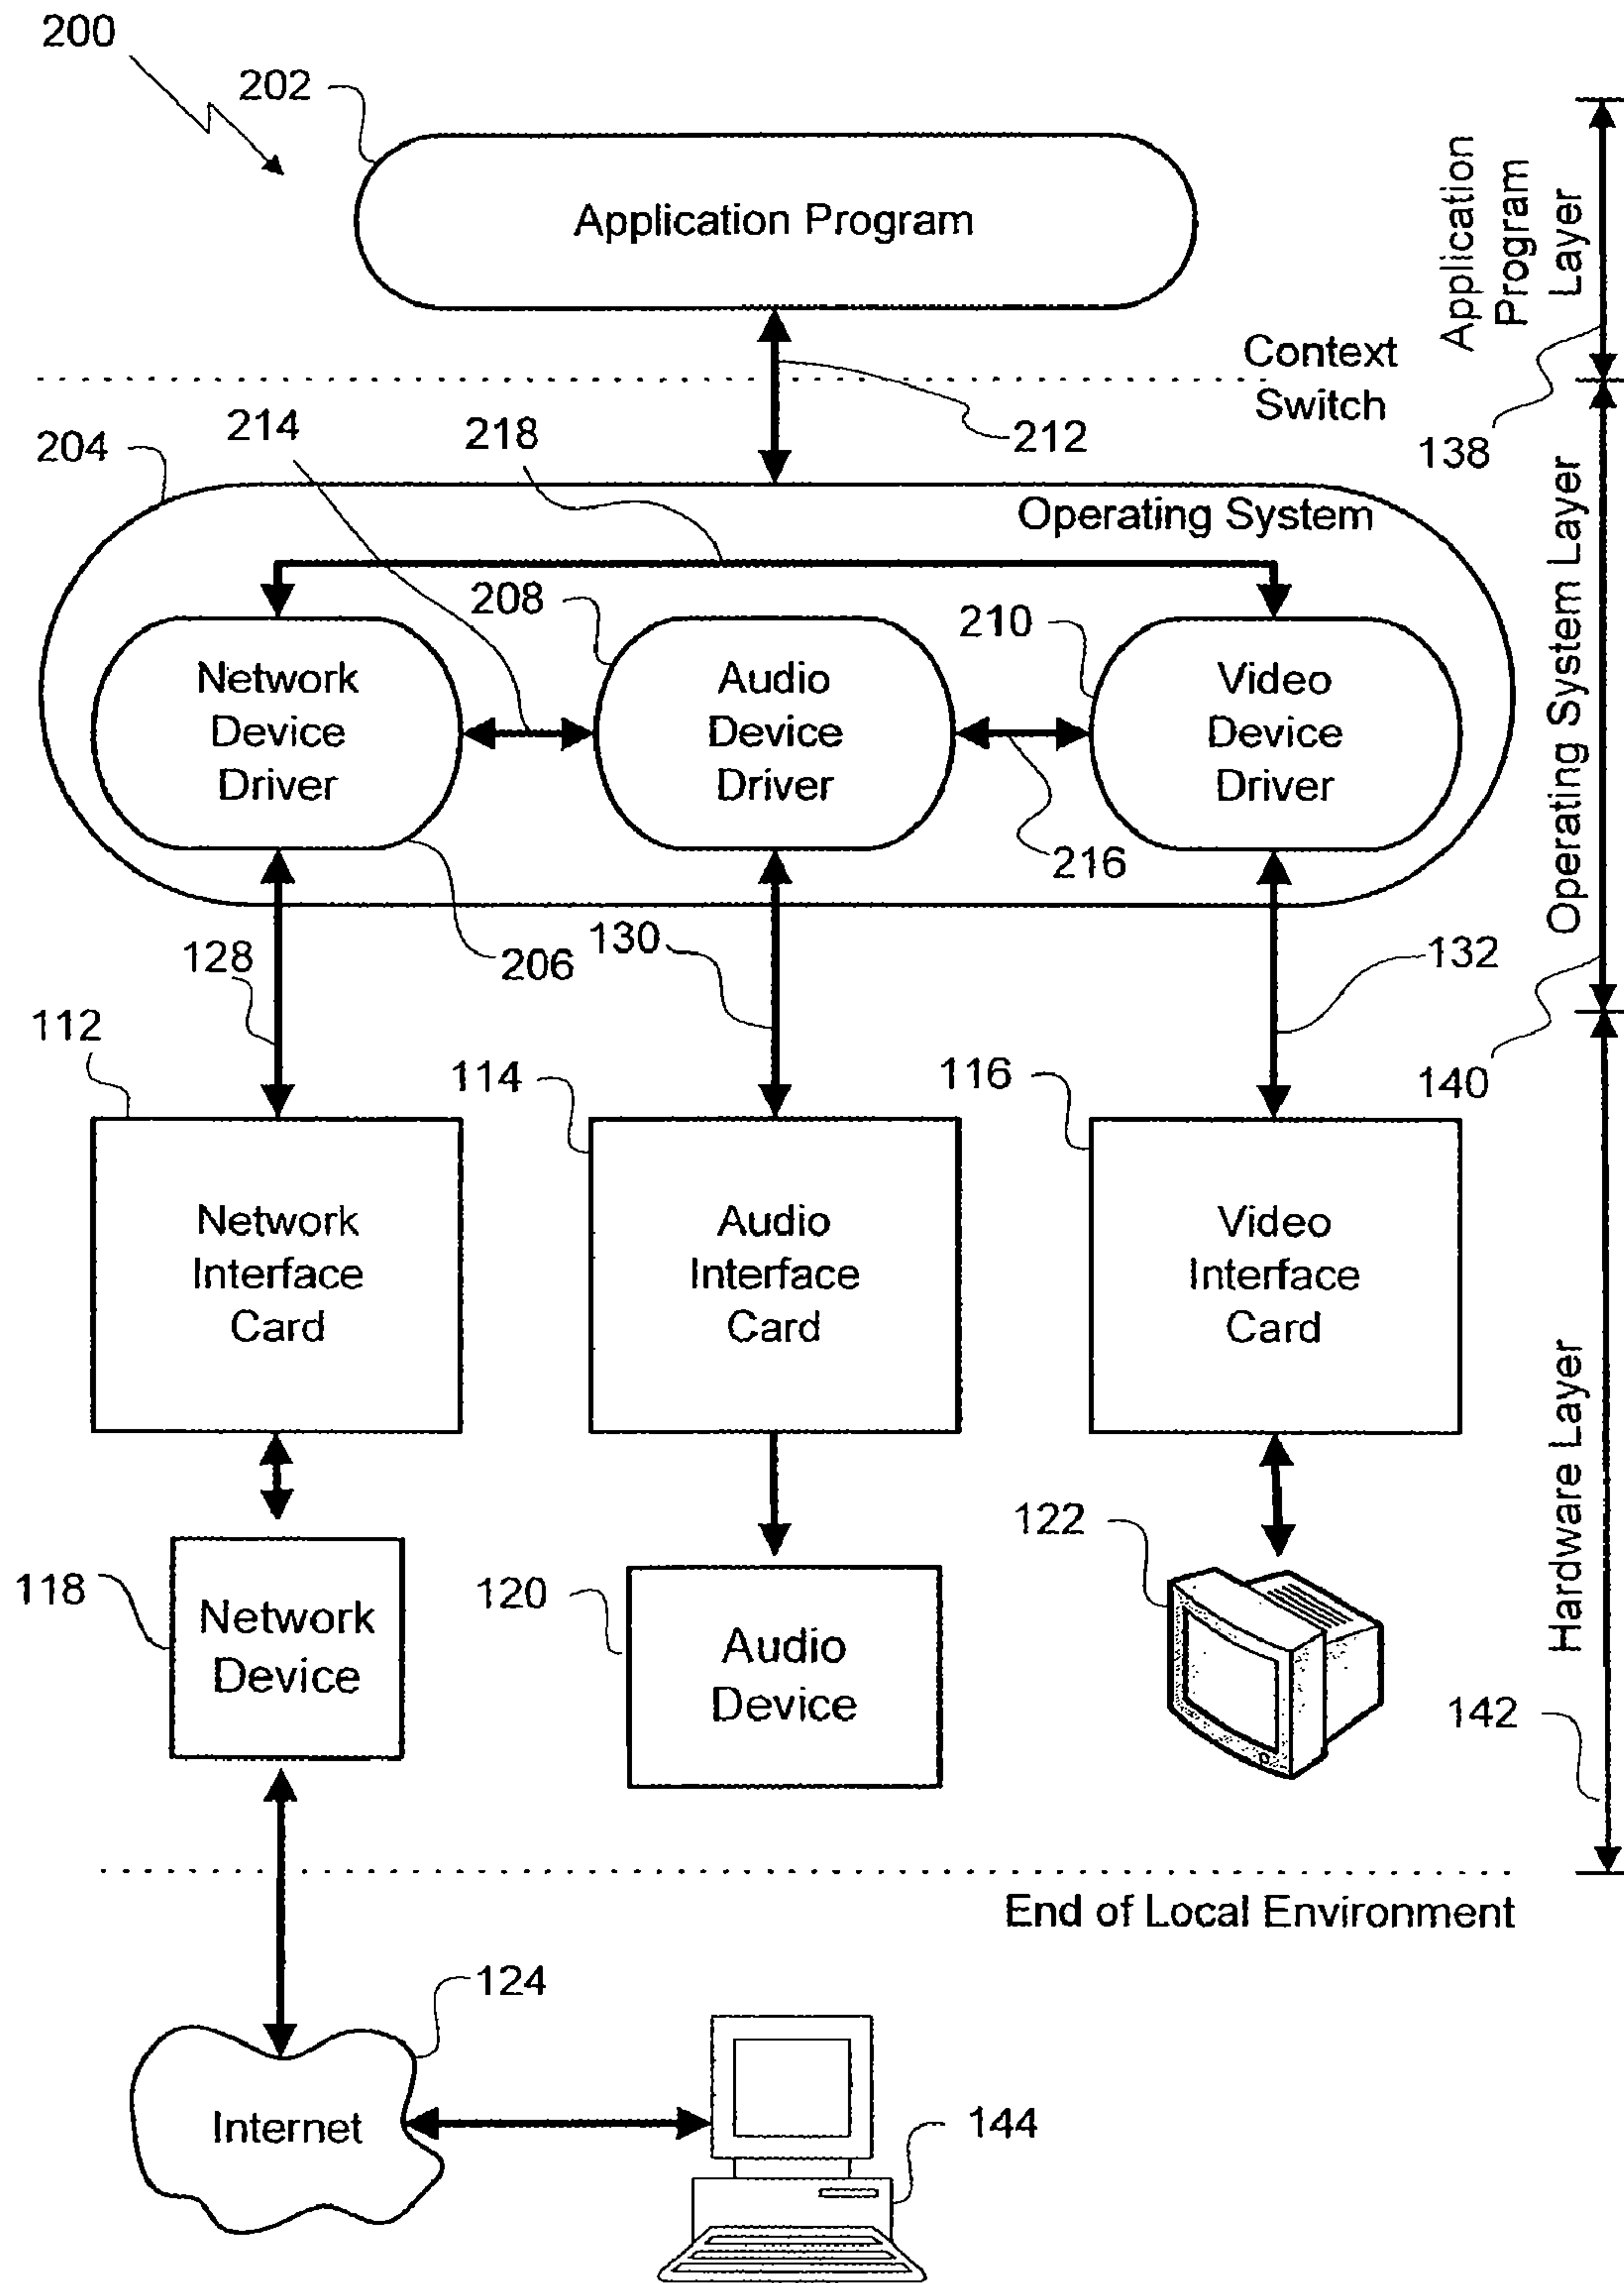 200
202
Application Program
Application
Program
Layer
138
Context
Switch
212
214
218
204
Operating System
208
210
Network
Device
Driver
Audio
Device
Driver
Video
Device
Driver
216
Operating System Layer
206
128
130
132
140
112
114
116
Network
Interface
Card
Audio
Interface
Card
Video
Interface
Card
Hardware Layer
118
Network
Device
120
Audio
Device
122
142
End of Local Environment
124
Internet
144